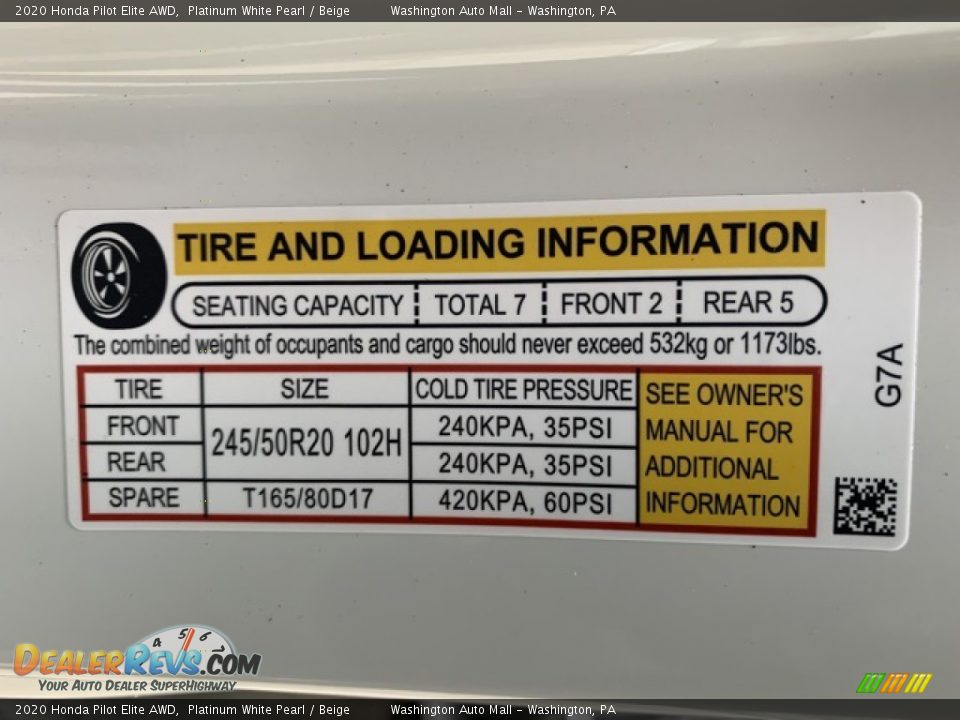 2020 Honda Pilot Elite AWD, Platinum White Pearl / Beige Washington Auto Mall - Washington, PA
TIRE AND LOADING INFORMATION
SEATING CAPACITY TOTAL 7 FRONT 2 REAR 5
The combined weight of occupants and cargo should never exceed 532kg or 1173lbs.
TIRE SIZE COLD TIRE PRESSURE
FRONT 245/50R20 102H 240KPA, 35PSI
REAR 240KPA, 35PSI
SPARE T165/80D17 420KPA, 60PSI
SEE OWNER'S
MANUAL FOR
ADDITIONAL
INFORMATION
G7A
4 5 6 7
DEALERREVS.COM
YOUR AUTO DEALER SUPERHIGHWAY
2020 Honda Pilot Elite AWD, Platinum White Pearl / Beige Washington Auto Mall - Washington, PA